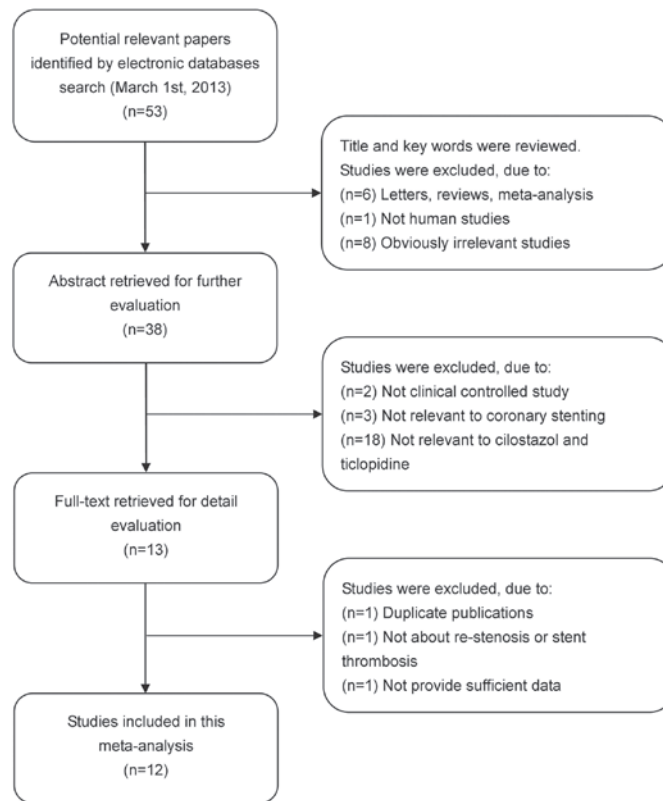 Potential relevant papers
identified by electronic databases
search (March 1st, 2013)
(n=53)
Title and key words were reviewed.
Studies were excluded, due to:
(n=6) Letters, reviews, meta-analysis
(n=1) Not human studies
(n=8) Obviously irrelevant studies
Abstract retrieved for further
evaluation
(n=38)
Studies were excluded, due to:
(n=2) Not clinical controlled study
(n=3) Not relevant to coronary stenting
(n=18) Not relevant to cilostazol and
ticlopidine
Full-text retrieved for detail
evaluation
(n=13)
Studies were excluded, due to:
(n=1) Duplicate publications
(n=1) Not about re-stenosis or stent
thrombosis
(n=1) Not provide sufficient data
Studies included in this
meta-analysis
(n=12)